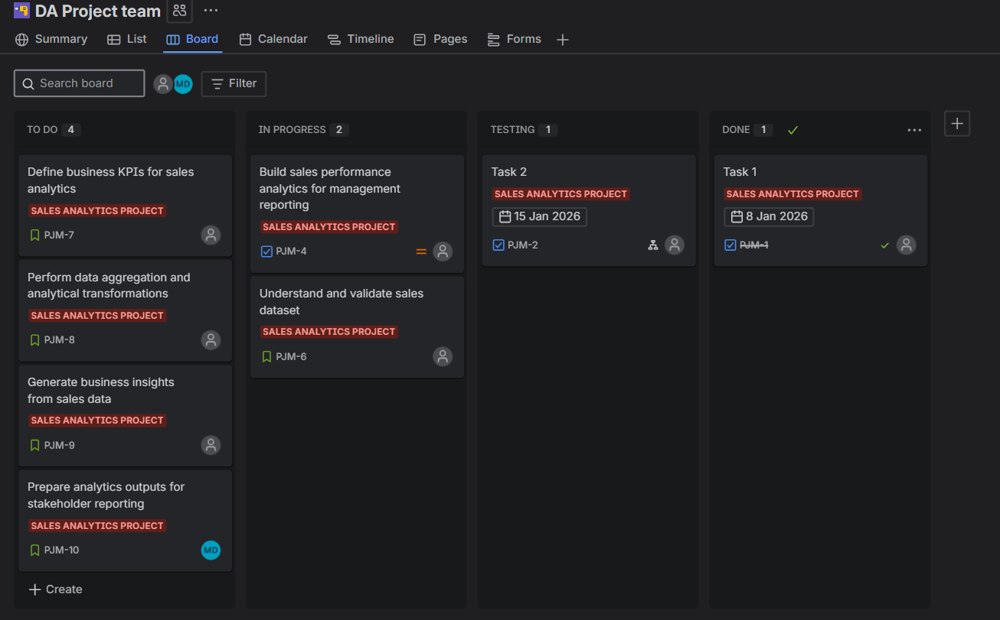 DA Project team
Summary
List
Board
Calendar
Timeline
Pages
Forms
Search board
MD
Filter
TO DO 4
Define business KPIs for sales
analytics
SALES ANALYTICS PROJECT
PJM-7
Perform data aggregation and
analytical transformations
SALES ANALYTICS PROJECT
PJM-8
Generate business insights
from sales data
SALES ANALYTICS PROJECT
PJM-9
Prepare analytics outputs for
stakeholder reporting
SALES ANALYTICS PROJECT
PJM-10
MD
Create
IN PROGRESS 2
Build sales performance
analytics for management
reporting
SALES ANALYTICS PROJECT
PJM-4
Understand and validate sales
dataset
SALES ANALYTICS PROJECT
PJM-6
TESTING 1
Task 2
SALES ANALYTICS PROJECT
15 Jan 2026
PJM-2
DONE 1
Task 1
SALES ANALYTICS PROJECT
8 Jan 2026
PJM-1